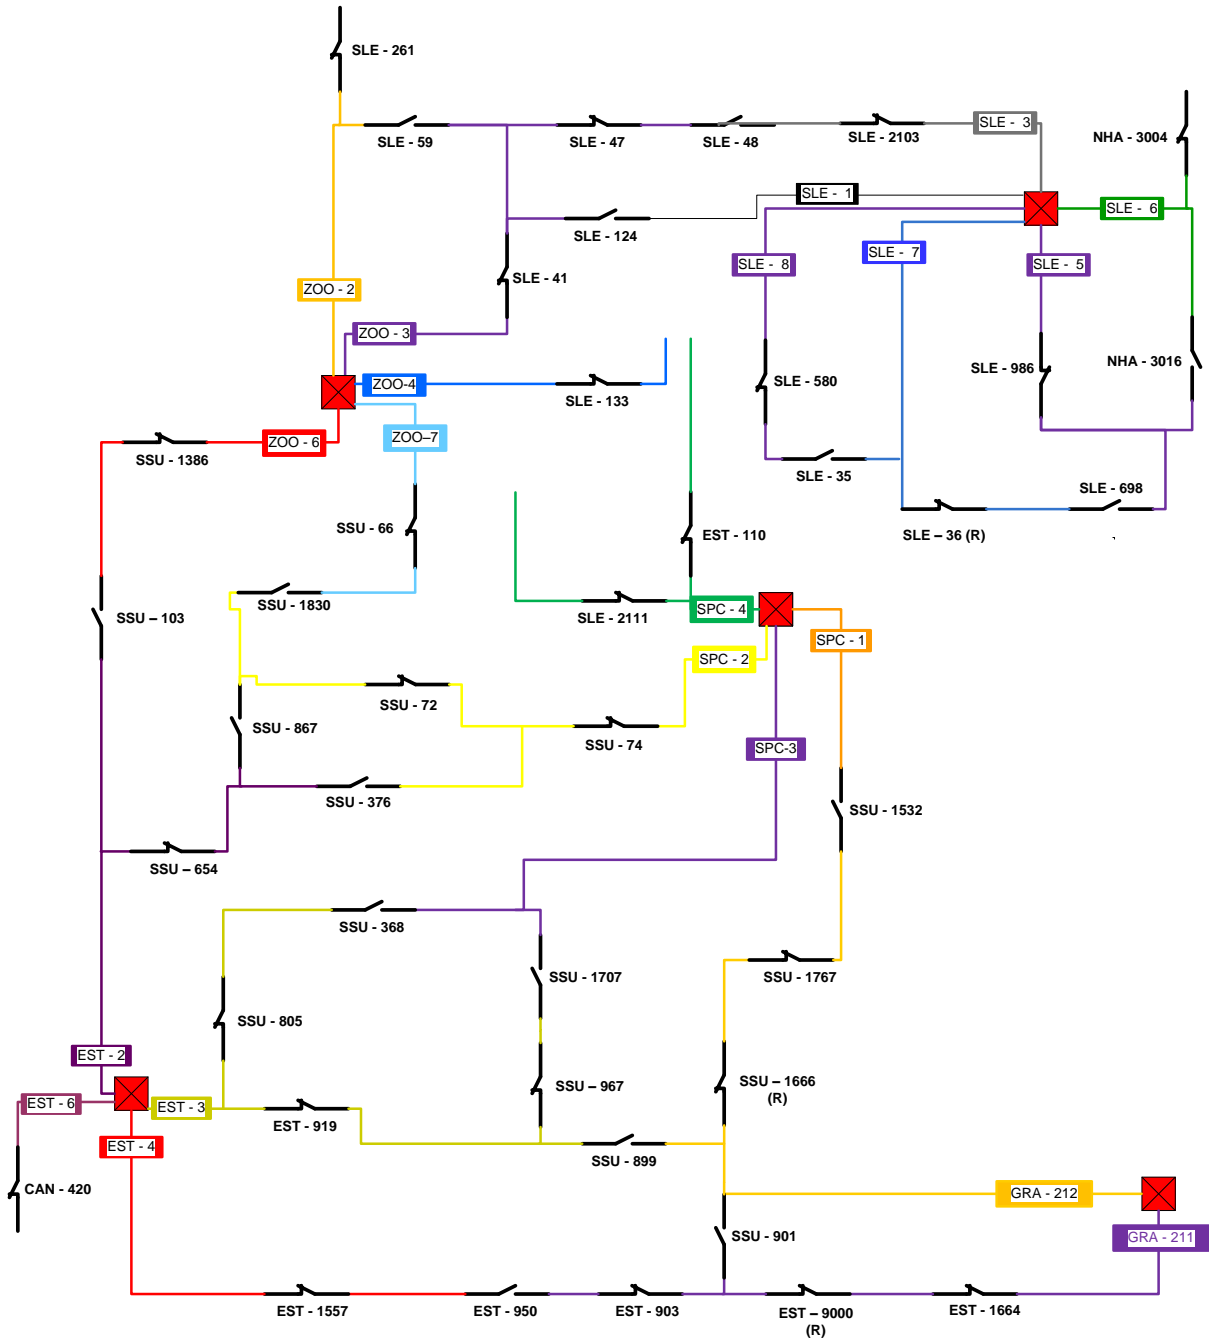 SLE - 261
SLE - 59
SLE - 47
SLE - 48
SLE - 2103
SLE - 3
NHA - 3004
SLE - 1
SLE - 124
SLE - 6
SLE - 8
SLE - 7
SLE - 5
SLE - 41
ZOO - 2
ZOO - 3
NHA - 3016
SLE - 986
SLE - 580
ZOO-4
SLE - 133
ZOO - 6
ZOO–7
SSU - 1386
SLE - 35
SLE - 698
SSU - 66
EST - 110
SLE – 36 (R)
SSU - 1830
SSU – 103
SLE - 2111
SPC - 4
SPC - 1
SPC - 2
SSU - 72
SSU - 867
SSU - 74
SPC-3
SSU - 376
SSU - 1532
SSU – 654
SSU - 368
SSU - 1707
SSU - 1767
SSU - 805
EST - 2
SSU – 967
SSU – 1666
(R)
EST - 6
EST - 3
EST - 919
EST - 4
SSU - 899
CAN - 420
GRA - 212
SSU - 901
GRA - 211
EST - 1557
EST - 950
EST - 903
EST – 9000
(R)
EST - 1664